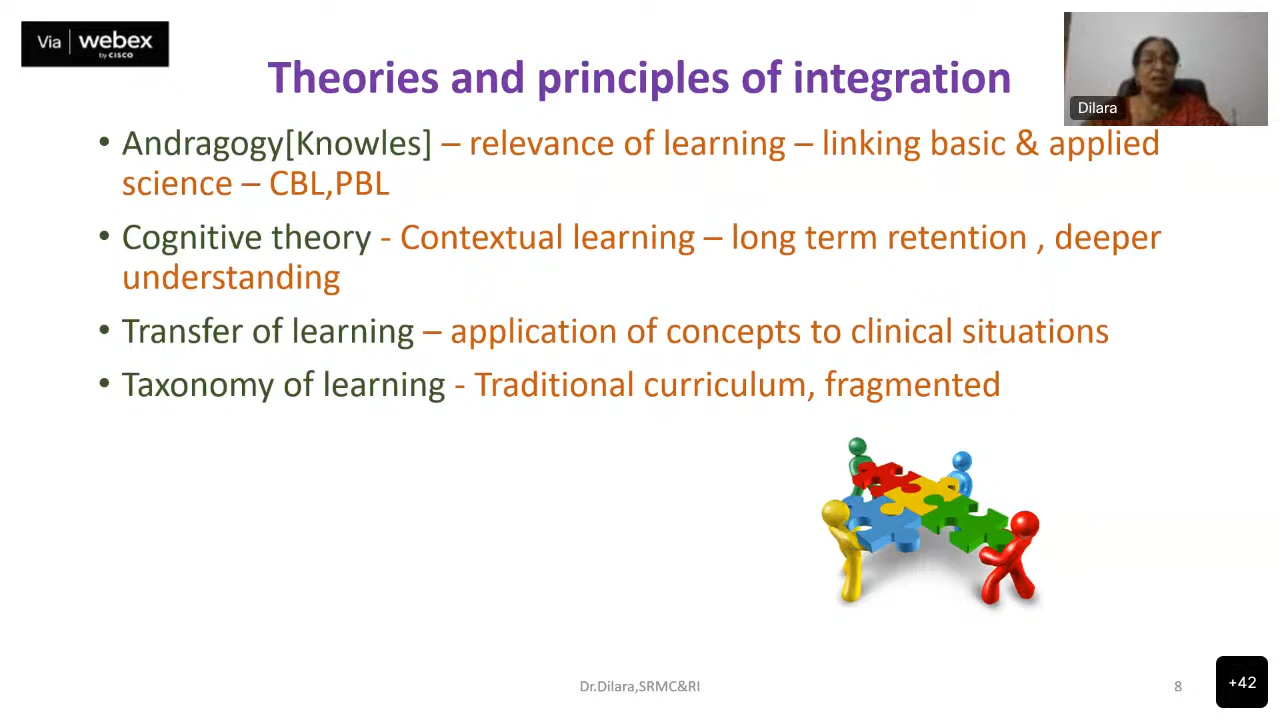 Via | webex
by CISCO
Theories and principles of integration
Dilara
• Andragogy[Knowles] – relevance of learning – linking basic & applied
science – CBL,PBL
• Cognitive theory - Contextual learning – long term retention , deeper
understanding
• Transfer of learning – application of concepts to clinical situations
• Taxonomy of learning - Traditional curriculum, fragmented
Dr.Dilara,SRMC&RI
8
+42